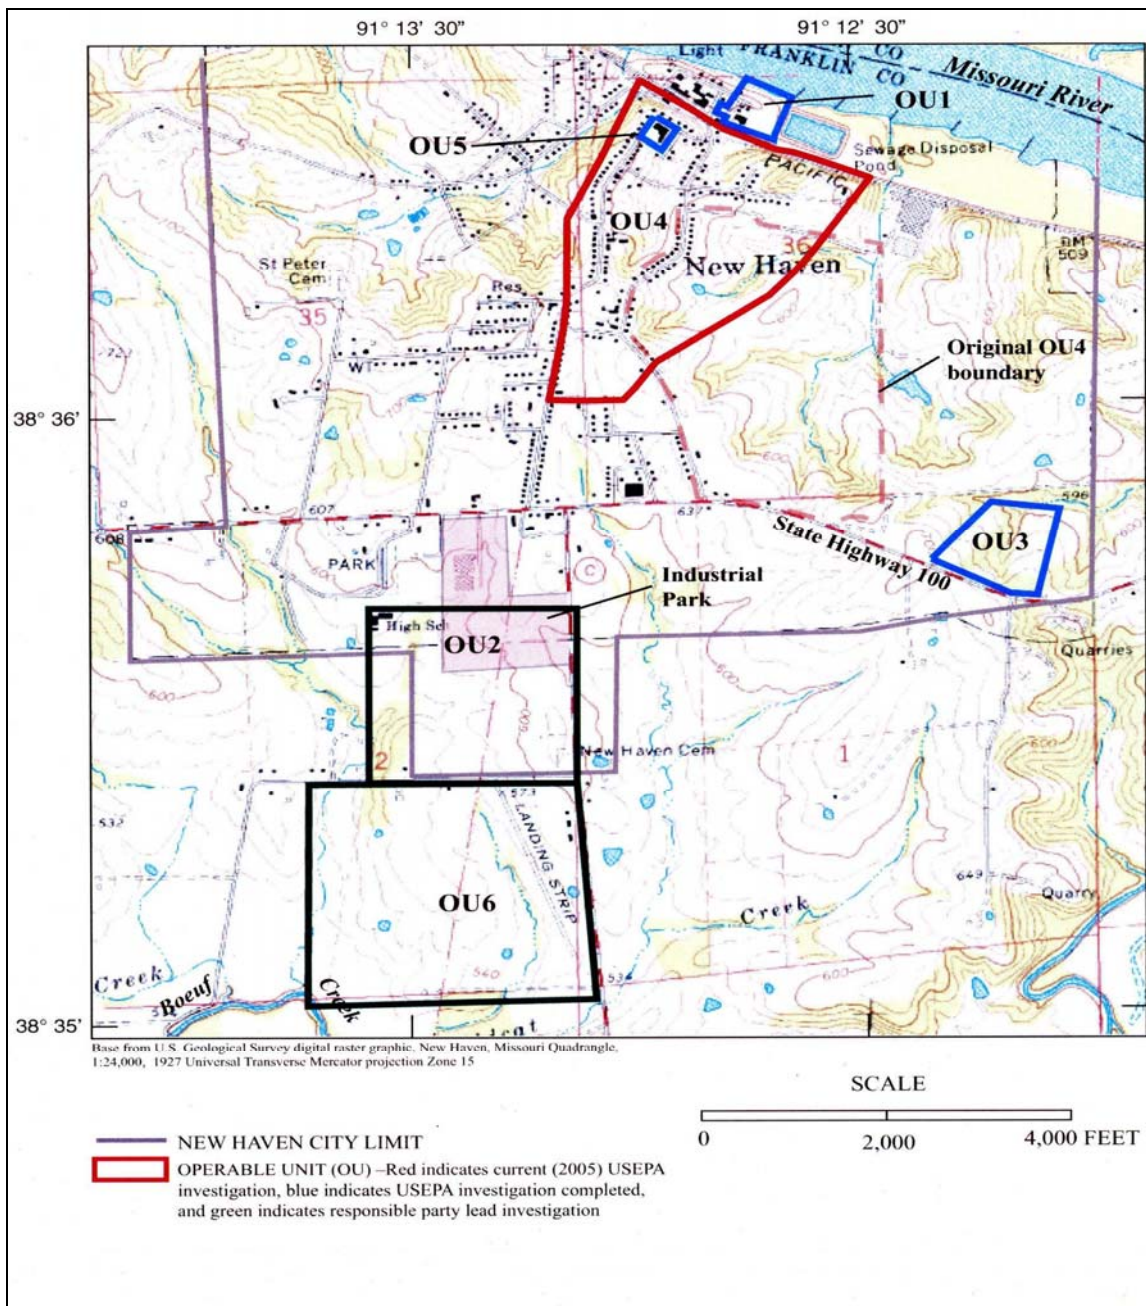 91° 13' 30”
91° 12' 30”
Light
FRANKLIN CO
CO
Missouri River
OU1
OU5
Sewage Disposal
Pond
PACIFIC
OU4
36
New Haven
BM
509
St Peter
Cem
35
Res
Original OU4
boundary
WT
38° 36'
607
637
596
608
State Highway 100
OU3
PARK
C
Industrial
Park
High Sch
OU2
Quarries
600
New Haven Cem
2
1
573
532
LANDING STRIP
649
Quarry
OU6
Creek
Creek
540
534
600
Boeuf
Creek
38° 35'
Base from U.S. Geological Survey digital raster graphic, New Haven, Missouri Quadrangle,
1:24,000, 1927 Universal Transverse Mercator projection Zone 15
SCALE
0 2,000 4,000 FEET
NEW HAVEN CITY LIMIT
OPERABLE UNIT (OU) –Red indicates current (2005) USEPA
investigation, blue indicates USEPA investigation completed,
and green indicates responsible party lead investigation